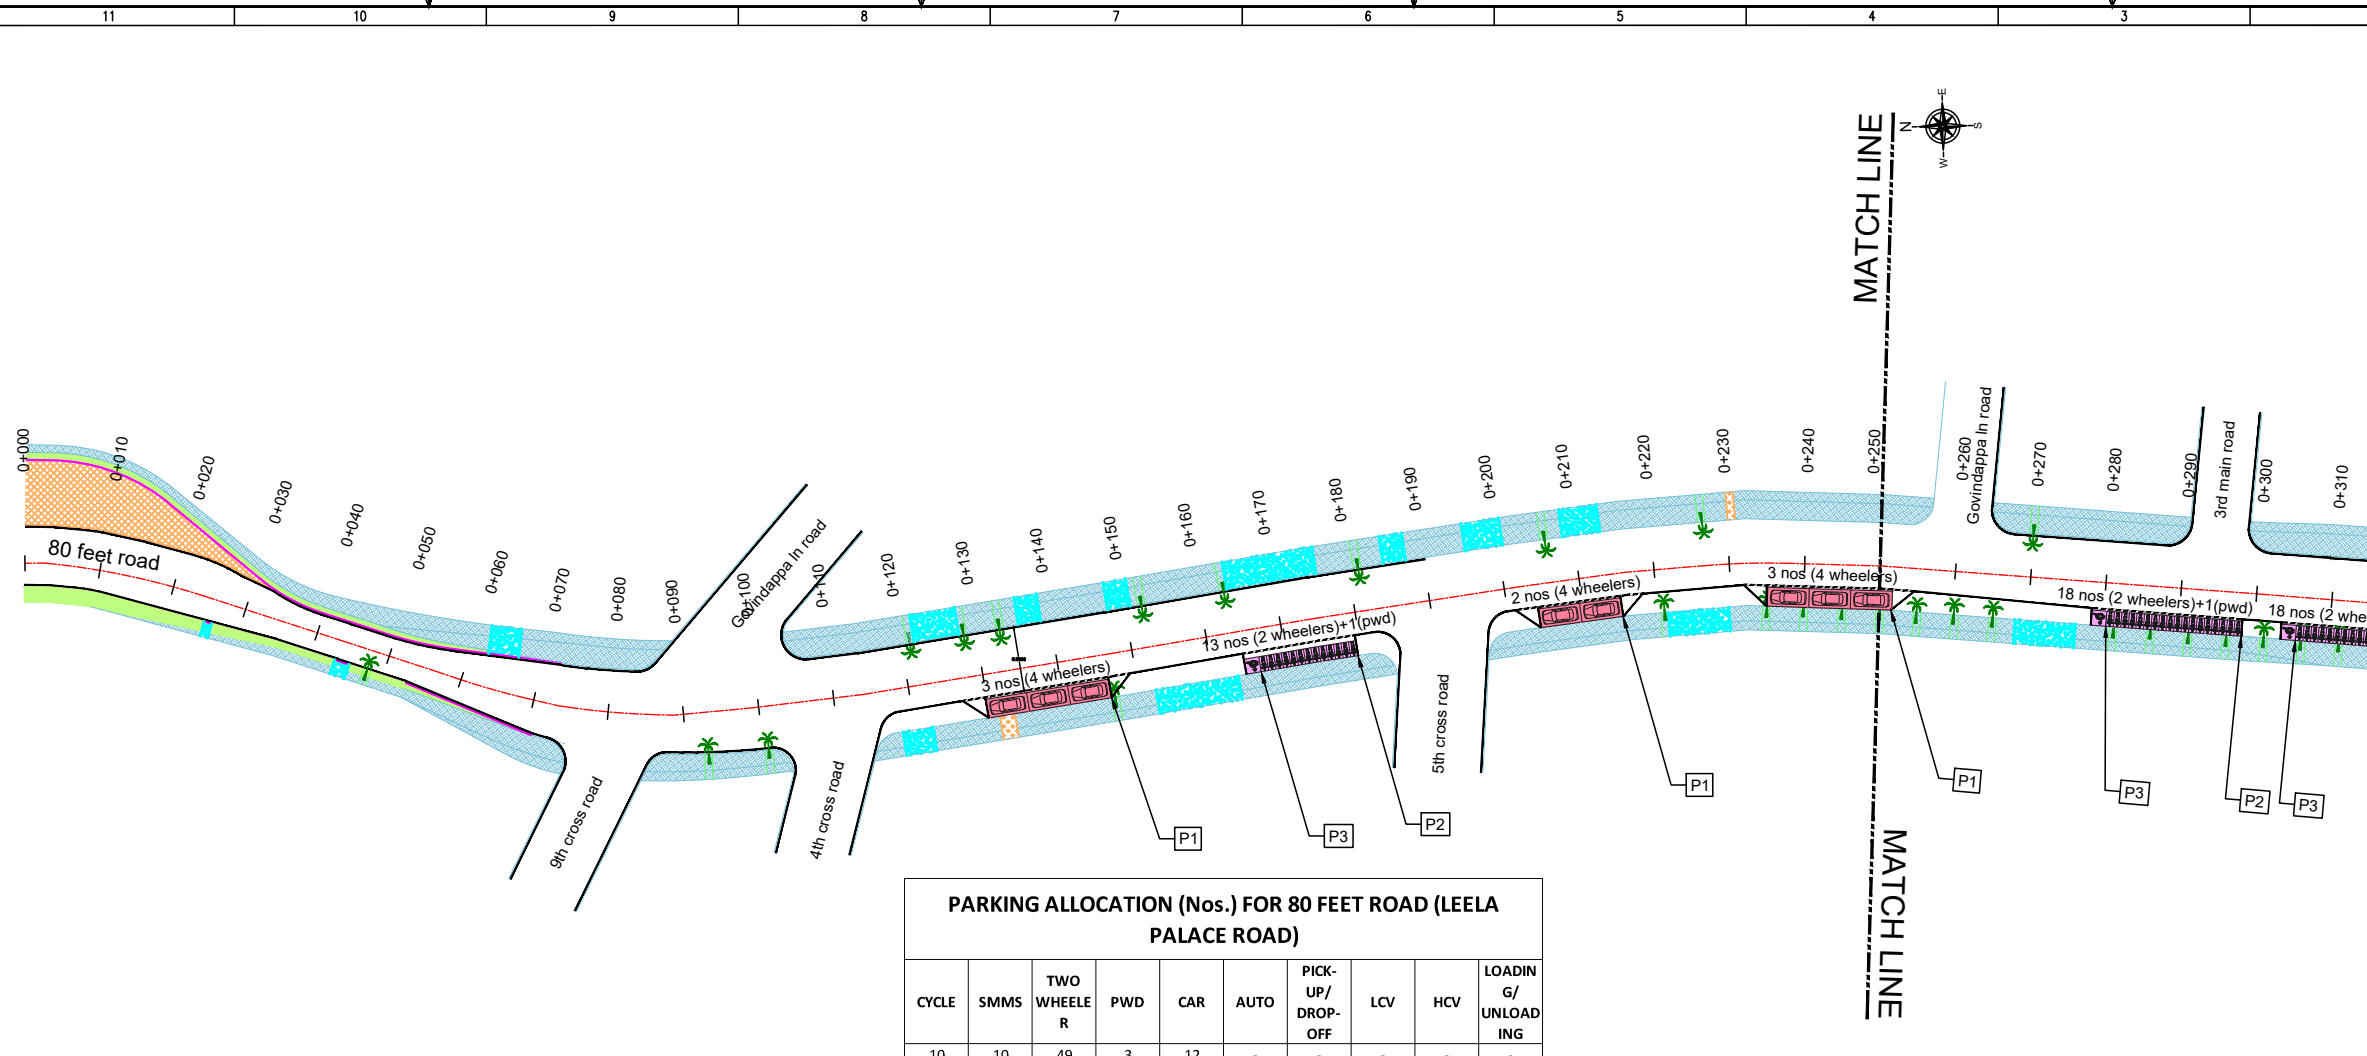 11
10
9
8
7
6
5
4
3
MATCH LINE
E
N
S
W
0+000
0+010
0+020
0+030
0+040
0+050
0+060
0+070
0+080
0+090
0+100
0+110
0+120
0+130
0+140
0+150
0+160
0+170
0+180
0+190
0+200
0+210
0+220
0+230
0+240
0+250
0+260
0+270
0+280
0+290
0+300
0+310
80 feet road
Govindappa ln road
Govindappa ln road
3rd main road
3 nos (4 wheelers)
13 nos (2 wheelers)+1(pwd)
2 nos (4 wheelers)
3 nos (4 wheelers)
18 nos (2 wheelers)+1(pwd)
18 nos (2 whe
9th cross road
4th cross road
5th cross road
P1
P3
P2
P1
P1
P3
P2
P3
MATCH LINE
PARKING ALLOCATION (Nos.) FOR 80 FEET ROAD (LEELA
PALACE ROAD)
CYCLE
SMMS
TWO
WHEELE
R
PWD
CAR
AUTO
PICK-
UP/
DROP-
OFF
LCV
HCV
LOADIN
G/
UNLOAD
ING
10 10 49 3 12 - - - - -